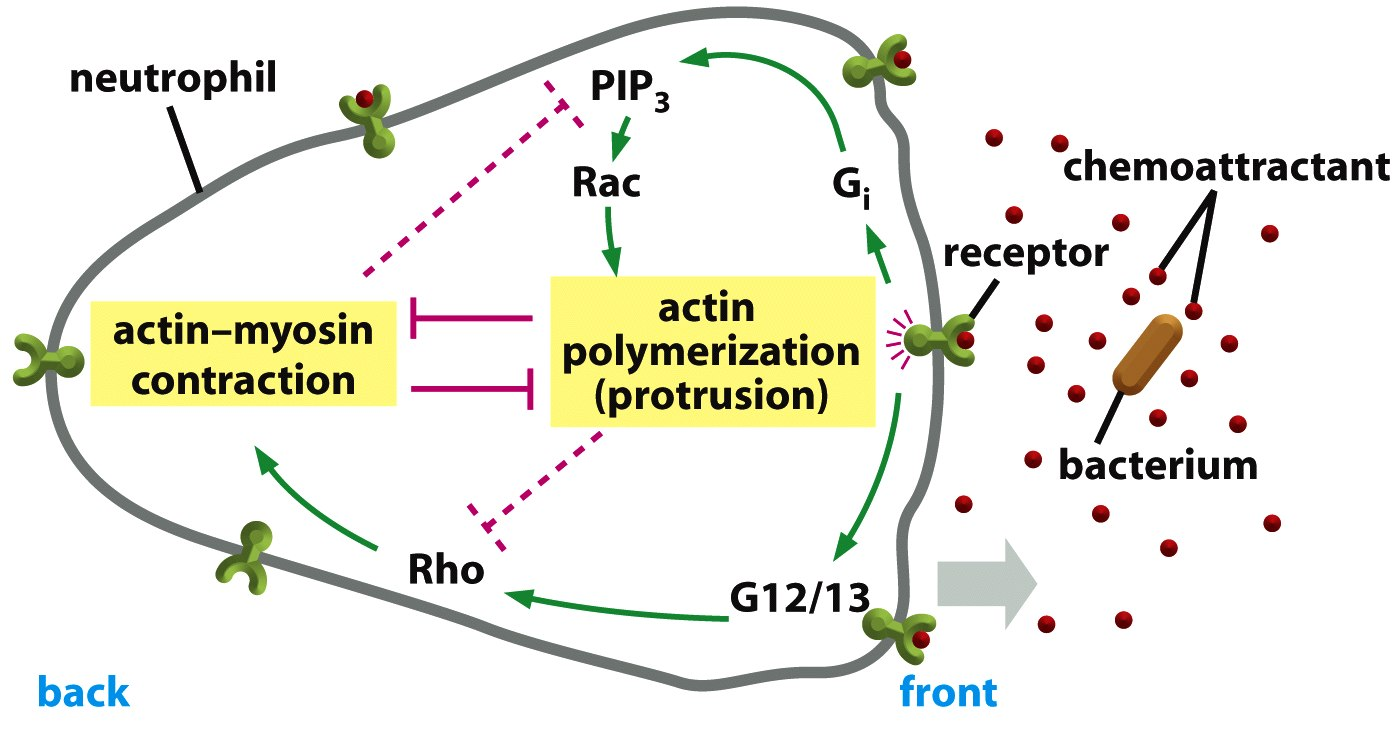 neutrophil
PIP3
Rac
Gi
chemoattractant
receptor
actin–myosin
contraction
actin
polymerization
(protrusion)
bacterium
Rho
G12/13
back
front